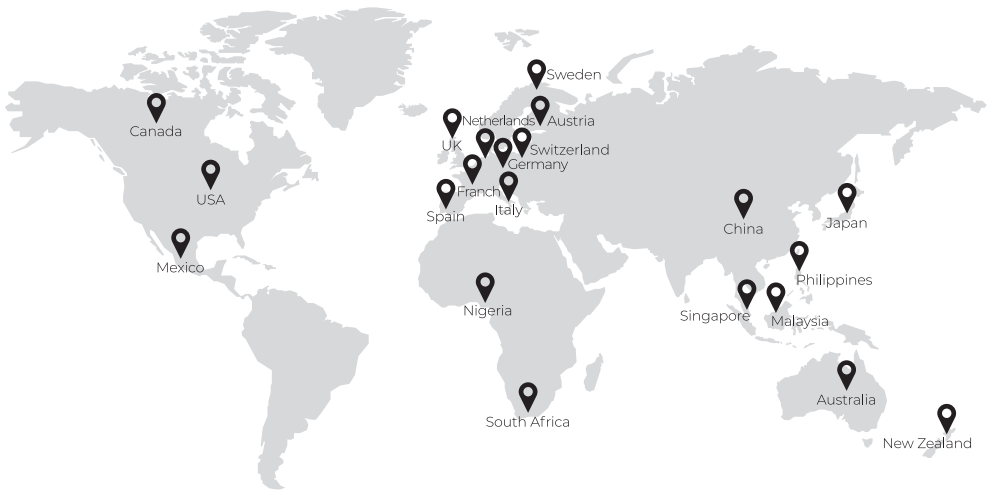 Sweden
Canada
Netherlands
Austria
UK
Switzerland
Germany
USA
Franch
Italy
Spain
China
Japan
Mexico
Philippines
Nigeria
Singapore
Malaysia
Australia
South Africa
New Zealand